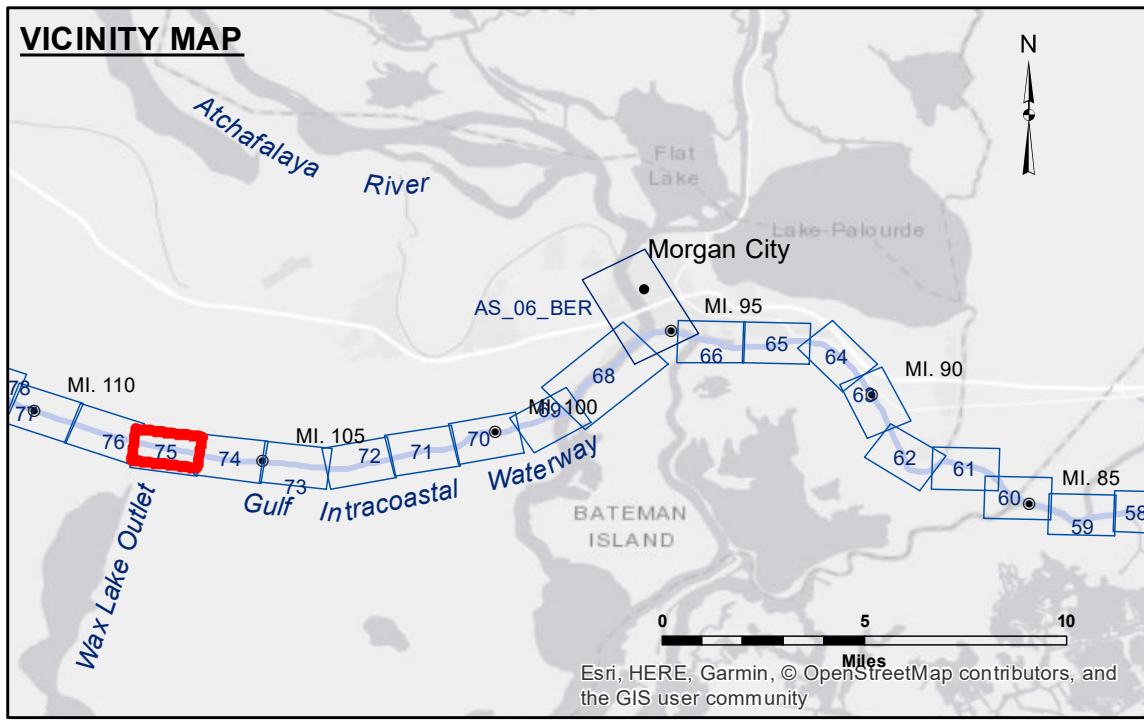 VICINITY MAP
N
Atchafalaya
River
Flat
Lake
Lake Palourde
Morgan City
AS_06_BER
MI. 95
66
65
64
MI. 90
63
68
69
MI. 100
70
71
72
MI. 105
73
74
75
76
MI. 110
77
78
62
61
60
MI. 85
59
58
Gulf Intracoastal Waterway
Wax Lake Outlet
BATEMAN
ISLAND
0 5 10
Miles
Esri, HERE, Garmin, © OpenStreetMap contributors, and
the GIS user community